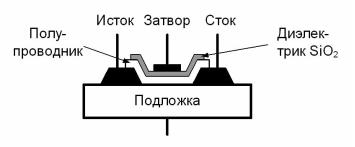 Исток Затвор Сток
Полу-
проводник
Диэлек-
трик SiO₂
Подложка